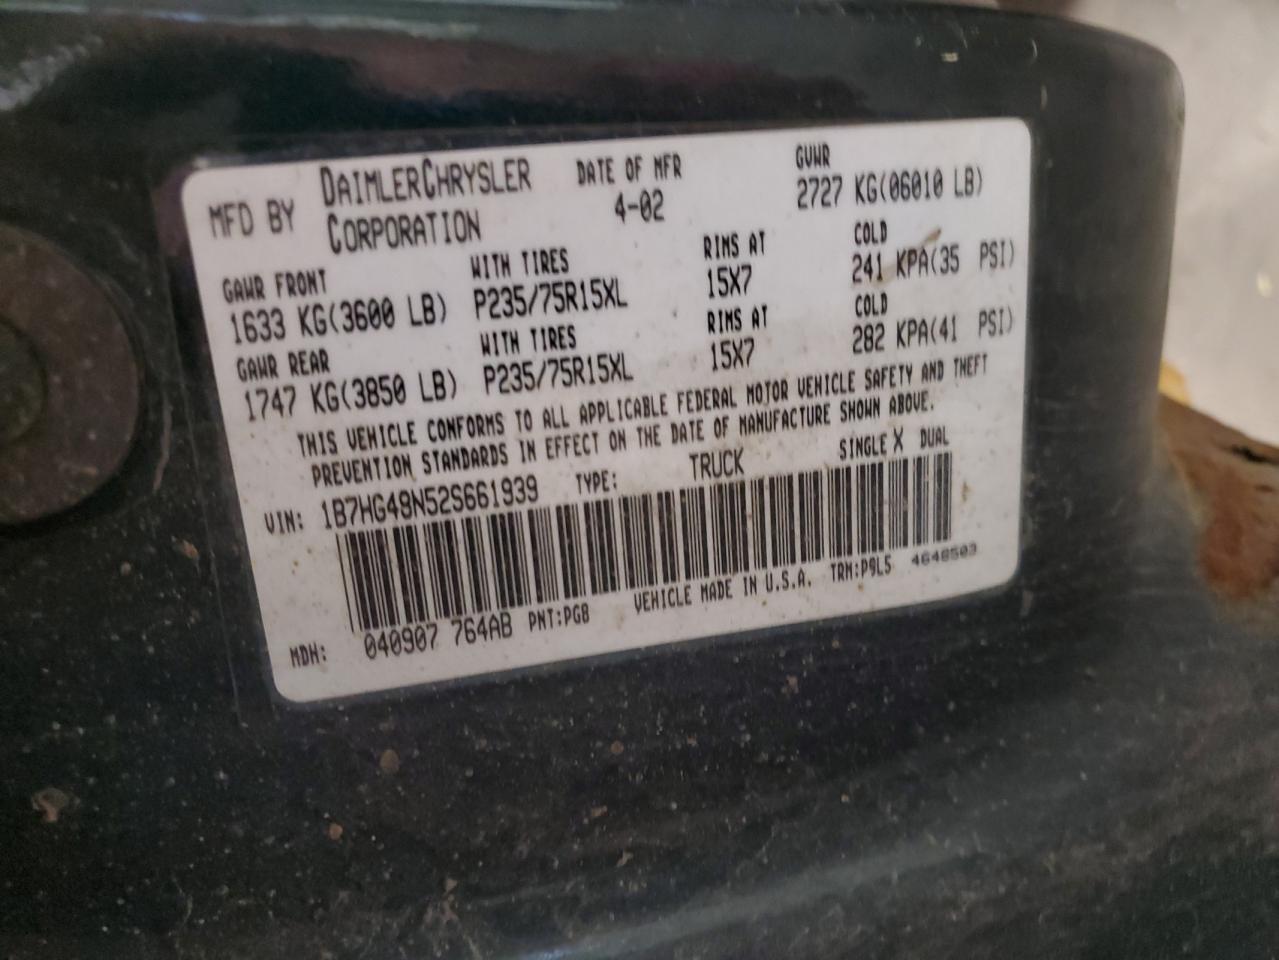 MFD BY DAIMLERCHRYSLER CORPORATION
DATE OF MFR
4-02
GVWR
2727 KG(06010 LB)
GAWR FRONT WITH TIRES RIMS AT COLD
1633 KG(3600 LB) P235/75R15XL 15X7 241 KPA(35 PSI)
GAWR REAR WITH TIRES RIMS AT COLD
1747 KG(3850 LB) P235/75R15XL 15X7 282 KPA(41 PSI)
THIS VEHICLE CONFORMS TO ALL APPLICABLE FEDERAL MOTOR VEHICLE SAFETY AND THEFT
PREVENTION STANDARDS IN EFFECT ON THE DATE OF MANUFACTURE SHOWN ABOVE.
VIN: 1B7HG48N52S661939 TYPE: TRUCK SINGLE X DUAL
MDH: 040907 764AB PNT:PG8 VEHICLE MADE IN U.S.A. TRM:P9L5 4648503